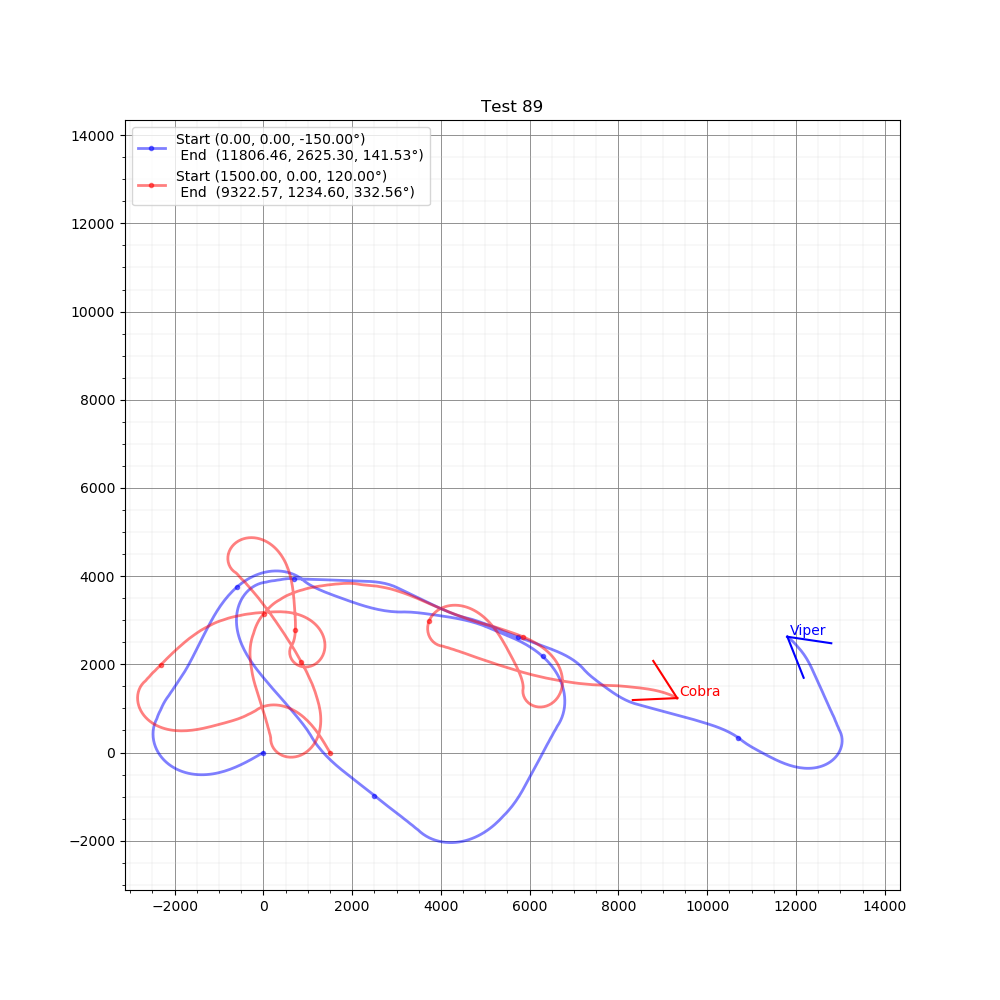 Test 89
Start (0.00, 0.00, -150.00°)
End (11806.46, 2625.30, 141.53°)
Start (1500.00, 0.00, 120.00°)
End (9322.57, 1234.60, 332.56°)
14000
12000
10000
8000
6000
4000
2000
0
−2000
Viper
Cobra
−2000 0 2000 4000 6000 8000 10000 12000 14000